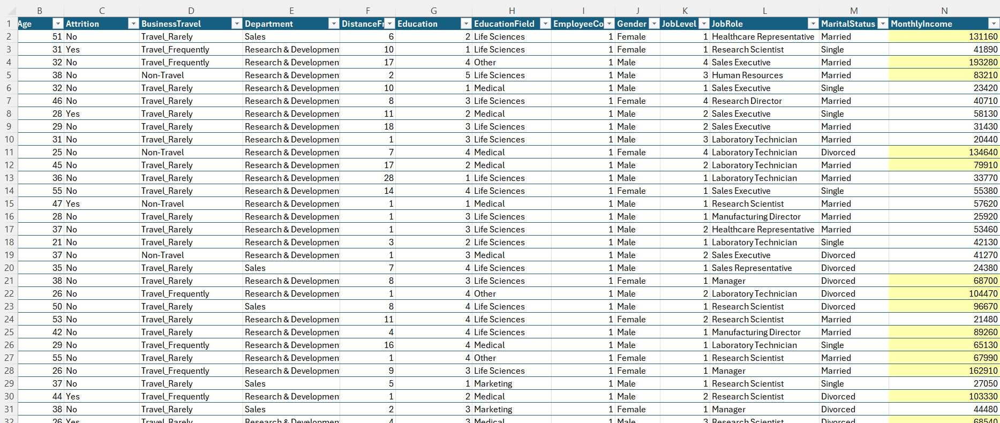 B C D E F G H I J K L M N
1 Age Attrition BusinessTravel Department DistanceFr Education EducationField EmployeeCo Gender JobLevel JobRole MaritalStatus MonthlyIncome
2 51 No Travel_Rarely Sales 6 2 Life Sciences 1 Female 1 Healthcare Representative Married 131160
3 31 Yes Travel_Frequently Research & Developmen 10 1 Life Sciences 1 Female 1 Research Scientist Single 41890
4 32 No Travel_Frequently Research & Developmen 17 4 Other 1 Male 4 Sales Executive Married 193280
5 38 No Non-Travel Research & Developmen 2 5 Life Sciences 1 Male 3 Human Resources Married 83210
6 32 No Travel_Rarely Research & Developmen 10 1 Medical 1 Male 1 Sales Executive Single 23420
7 46 No Travel_Rarely Research & Developmen 8 3 Life Sciences 1 Female 4 Research Director Married 40710
8 28 Yes Travel_Rarely Research & Developmen 11 2 Medical 1 Male 2 Sales Executive Single 58130
9 29 No Travel_Rarely Research & Developmen 18 3 Life Sciences 1 Male 2 Sales Executive Married 31430
10 31 No Travel_Rarely Research & Developmen 1 3 Life Sciences 1 Male 3 Laboratory Technician Married 20440
11 25 No Non-Travel Research & Developmen 7 4 Medical 1 Female 4 Laboratory Technician Divorced 134640
12 45 No Travel_Rarely Research & Developmen 17 2 Medical 1 Male 2 Laboratory Technician Married 79910
13 36 No Travel_Rarely Research & Developmen 28 1 Life Sciences 1 Male 1 Laboratory Technician Married 33770
14 55 No Travel_Rarely Research & Developmen 14 4 Life Sciences 1 Female 1 Sales Executive Single 55380
15 47 Yes Non-Travel Research & Developmen 1 1 Medical 1 Male 1 Research Scientist Married 57620
16 28 No Travel_Rarely Research & Developmen 1 3 Life Sciences 1 Male 1 Manufacturing Director Married 25920
17 37 No Travel_Rarely Research & Developmen 1 3 Life Sciences 1 Male 2 Healthcare Representative Married 53460
18 21 No Travel_Rarely Research & Developmen 3 2 Life Sciences 1 Male 1 Laboratory Technician Single 42130
19 37 No Non-Travel Research & Developmen 1 3 Medical 1 Male 2 Sales Executive Divorced 41270
20 35 No Travel_Rarely Sales 7 4 Life Sciences 1 Male 1 Sales Representative Divorced 24380
21 38 No Travel_Rarely Research & Developmen 8 3 Life Sciences 1 Female 1 Manager Divorced 68700
22 26 No Travel_Frequently Research & Developmen 1 4 Other 1 Male 2 Laboratory Technician Divorced 104470
23 50 No Travel_Rarely Sales 8 4 Life Sciences 1 Male 1 Research Scientist Divorced 96670
24 53 No Travel_Rarely Research & Developmen 11 4 Life Sciences 1 Female 2 Research Scientist Married 21480
25 42 No Travel_Rarely Research & Developmen 4 4 Life Sciences 1 Male 1 Manufacturing Director Married 89260
26 29 No Travel_Frequently Research & Developmen 16 4 Medical 1 Male 1 Laboratory Technician Single 65130
27 55 No Travel_Rarely Research & Developmen 1 4 Other 1 Female 1 Research Scientist Married 67990
28 26 No Travel_Frequently Research & Developmen 9 3 Life Sciences 1 Female 1 Manager Married 162910
29 37 No Travel_Rarely Sales 5 1 Marketing 1 Male 1 Research Scientist Single 27050
30 44 Yes Travel_Frequently Research & Developmen 1 2 Medical 1 Male 2 Research Scientist Divorced 103330
31 38 No Travel_Rarely Sales 2 3 Marketing 1 Female 1 Manager Divorced 44480
32 26 Yes Travel_Rarely Research & Developmen 4 3 Medical 1 Male 3 Research Scientist Divorced 68540